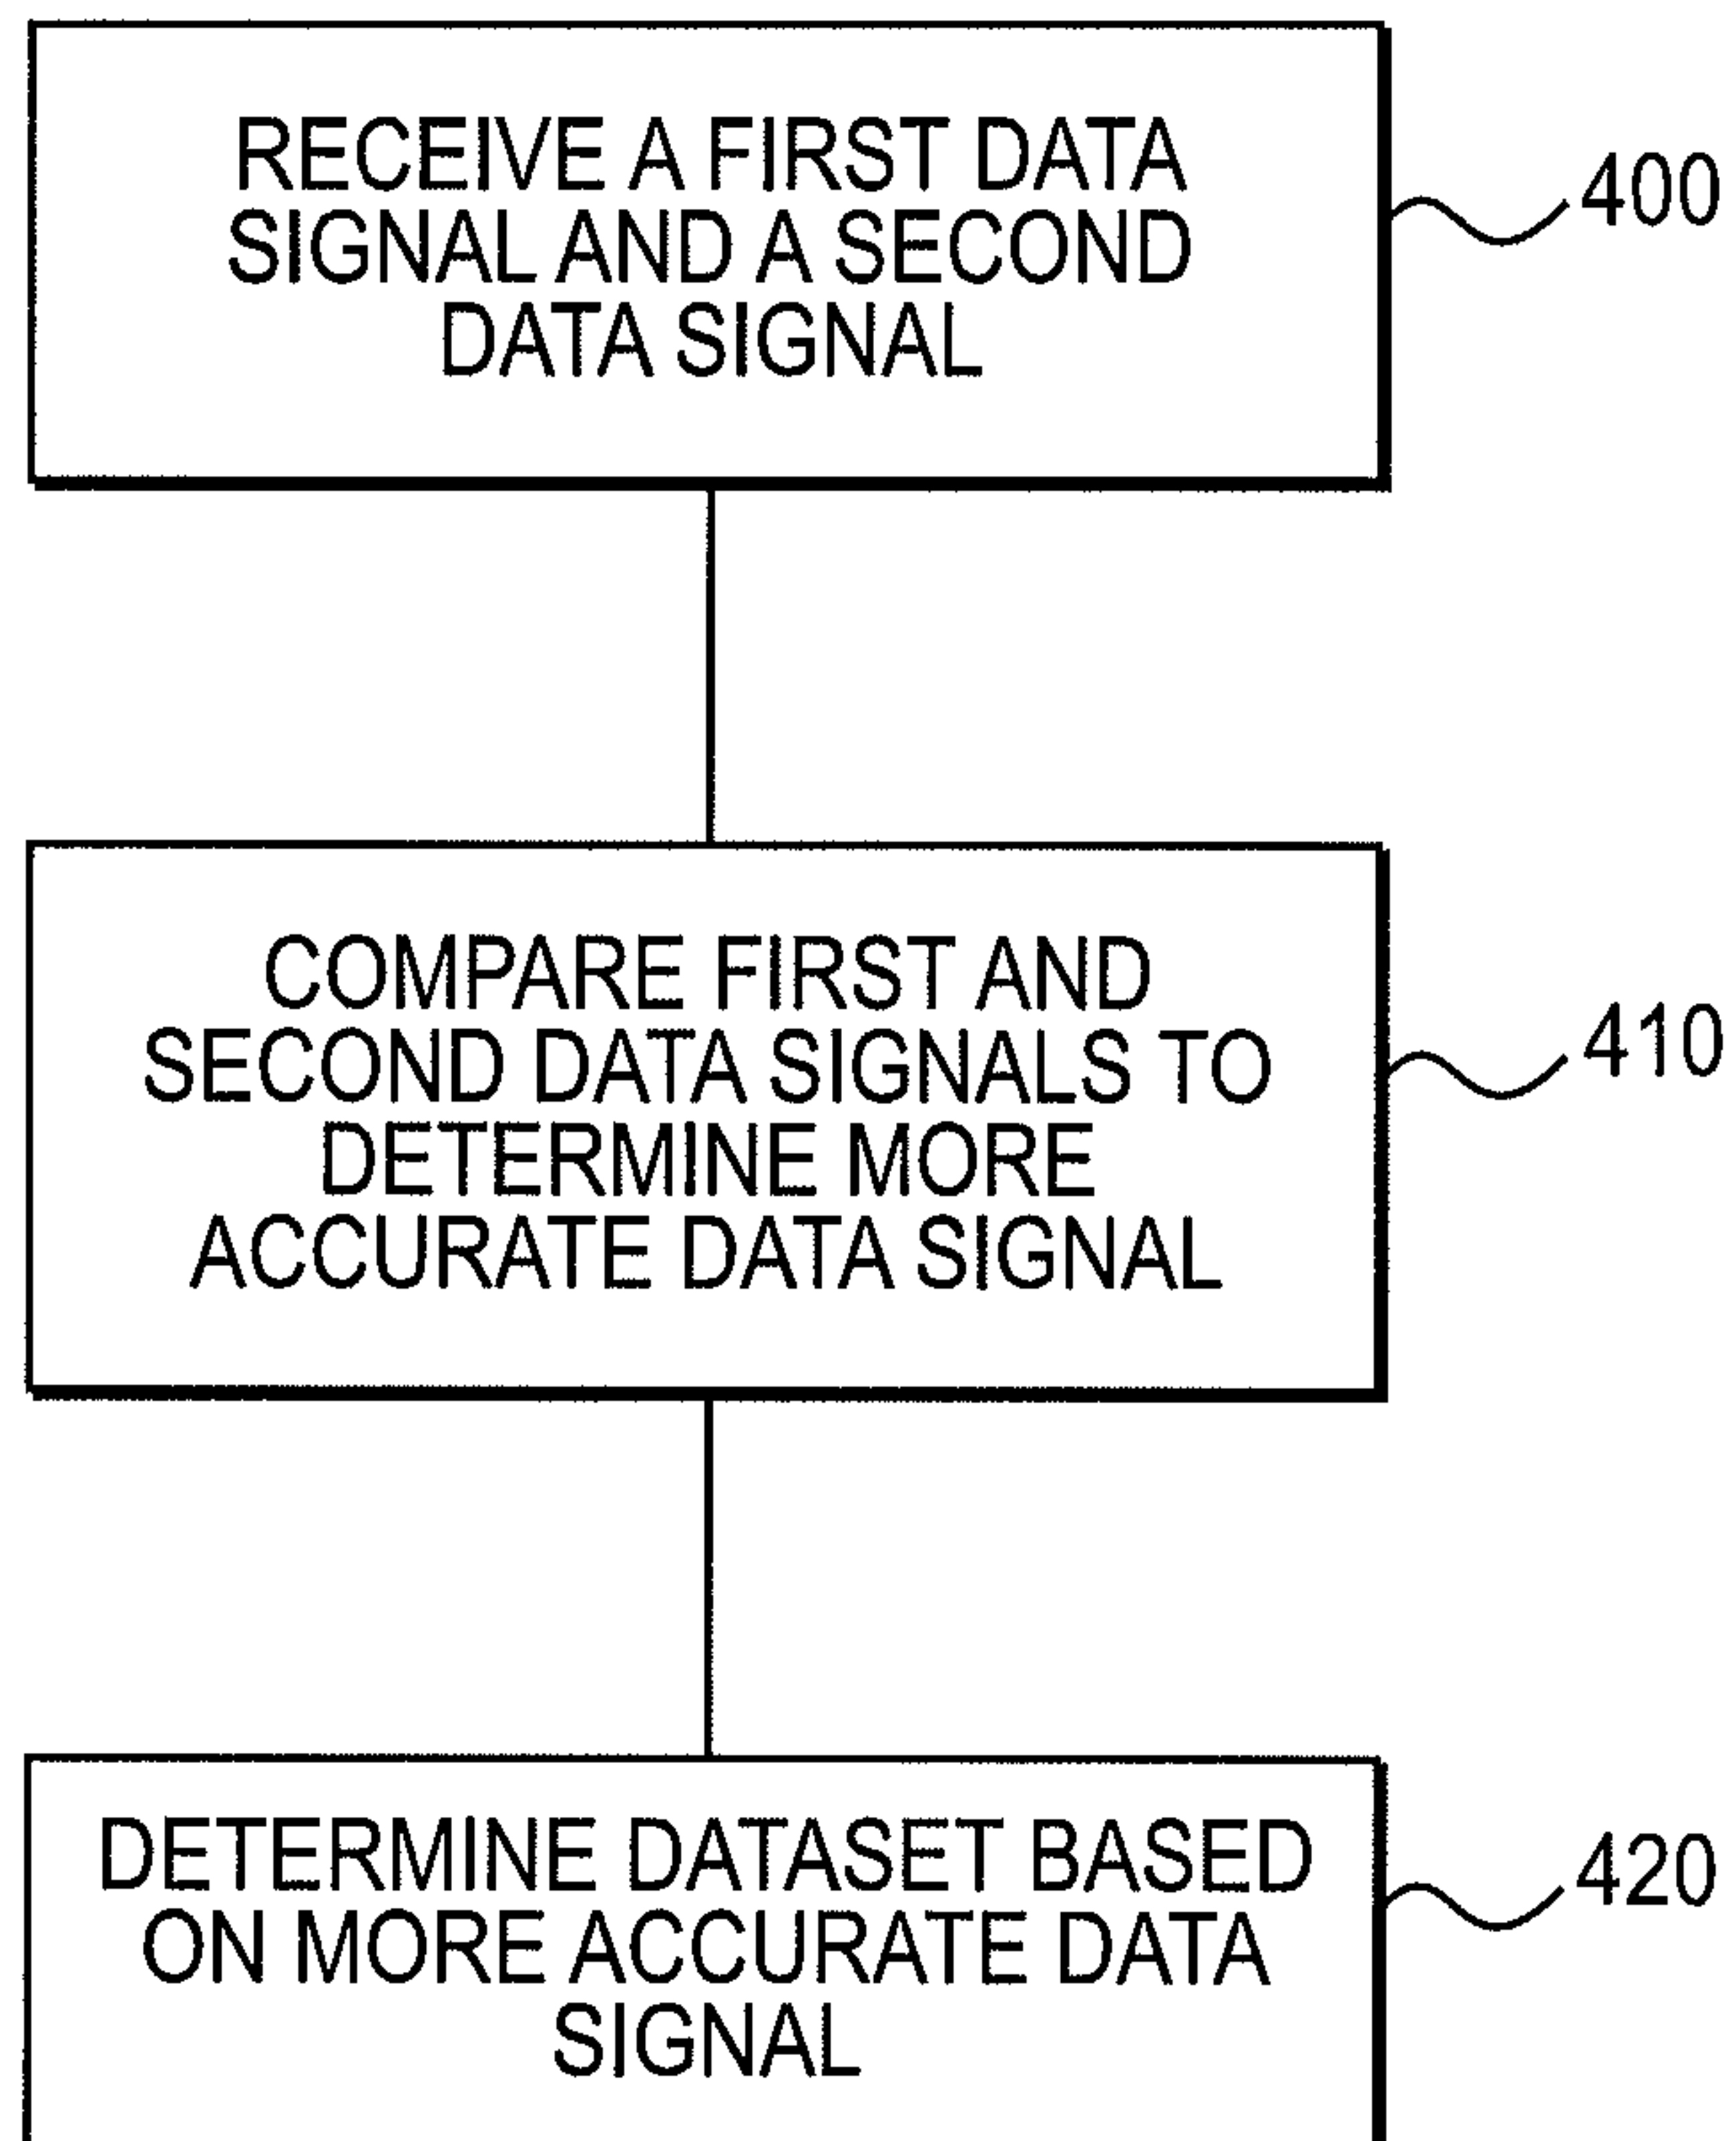 RECEIVE A FIRST DATA
SIGNAL AND A SECOND
DATA SIGNAL
400
COMPARE FIRST AND
SECOND DATA SIGNALS TO
DETERMINE MORE
ACCURATE DATA SIGNAL
410
DETERMINE DATASET BASED
ON MORE ACCURATE DATA
SIGNAL
420